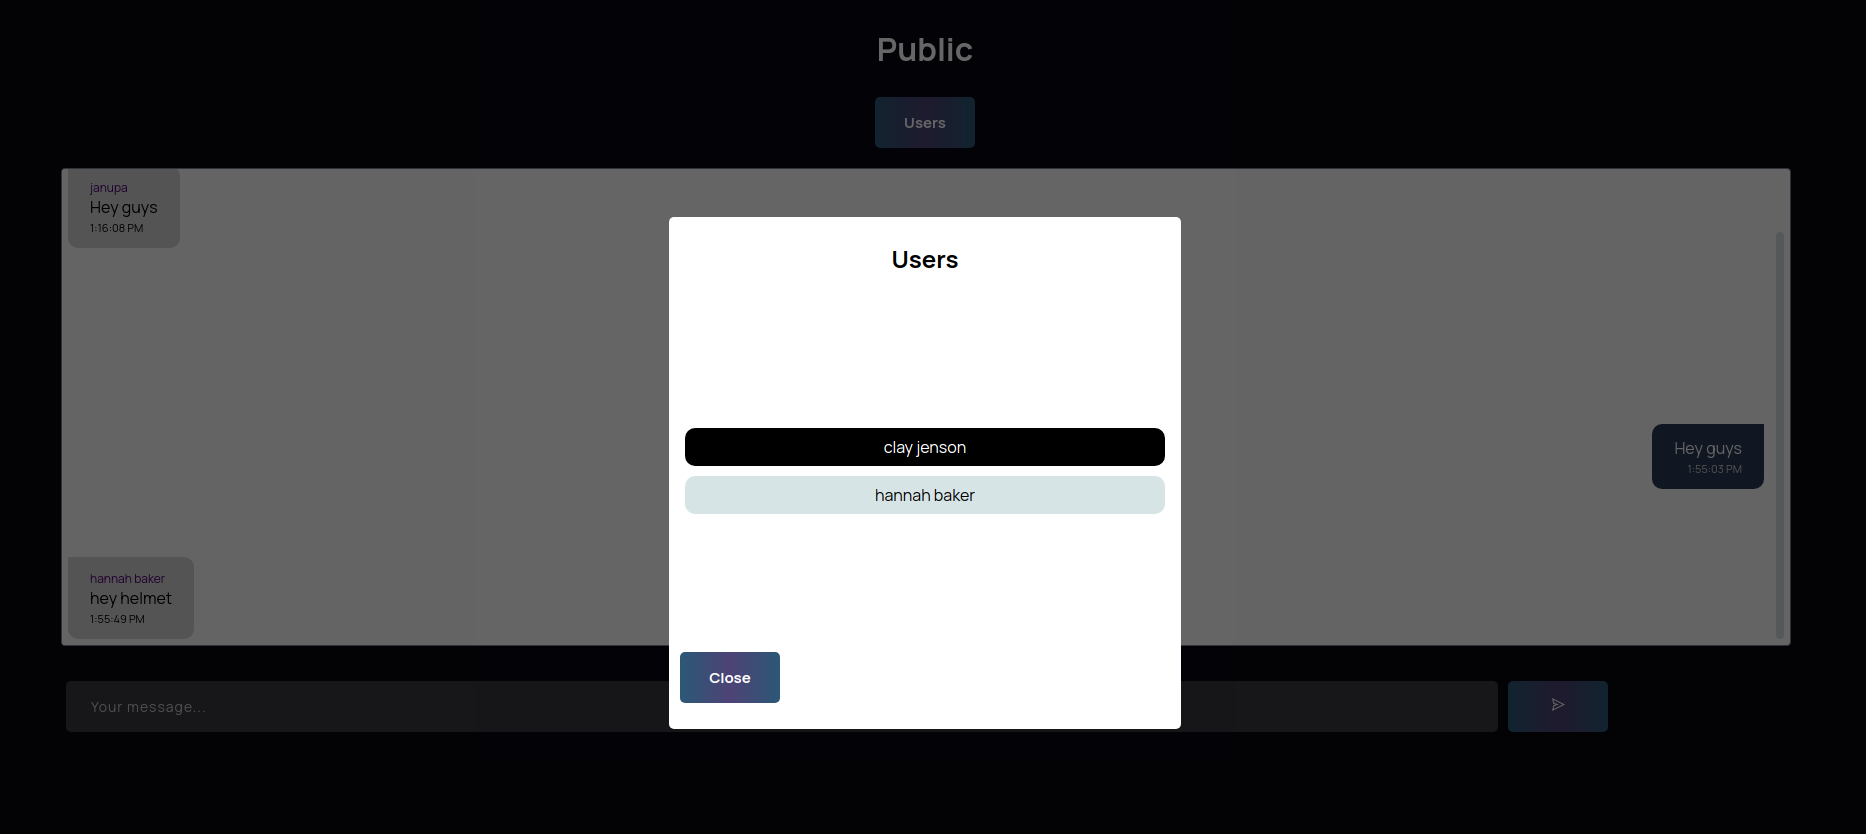 Public
Users
janupa
Hey guys
1:16:08 PM
Users
clay jenson
hannah baker
Hey guys
1:55:03 PM
hannah baker
hey helmet
1:55:49 PM
Close
Your message...